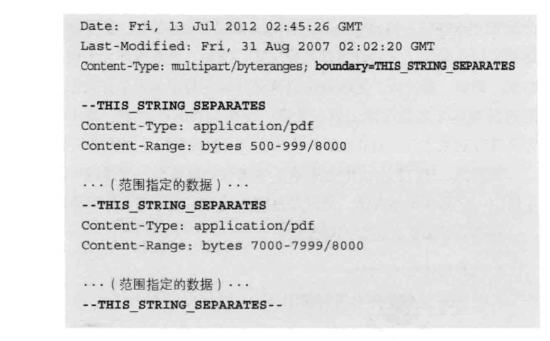 Date: Fri, 13 Jul 2012 02:45:26 GMT
Last-Modified: Fri, 31 Aug 2007 02:02:20 GMT
Content-Type: multipart/byteranges; boundary=THIS_STRING_SEPARATES
--THIS_STRING_SEPARATES
Content-Type: application/pdf
Content-Range: bytes 500-999/8000
···(范围指定的数据)···
--THIS_STRING_SEPARATES
Content-Type: application/pdf
Content-Range: bytes 7000-7999/8000
···(范围指定的数据)···
--THIS_STRING_SEPARATES--